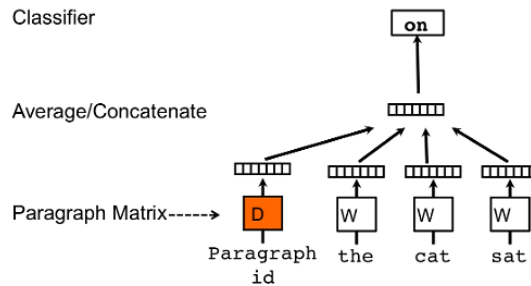 Classifier
on
Average/Concatenate
Paragraph Matrix
D
W
W
W
Paragraph
id
the
cat
sat